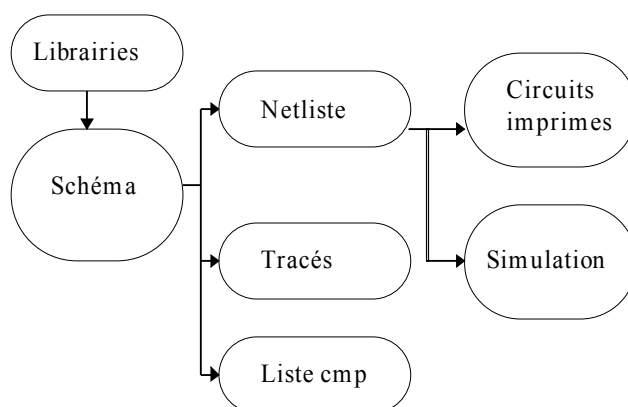 Librairies
Schéma
Netliste
Tracés
Liste cmp
Circuits
imprimes
Simulation